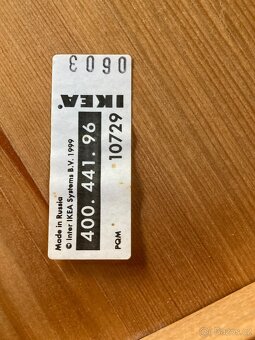 0603
IKEA
400.441.96
10729
Made in Russia
© Inter IKEA Systems B.V. 1999
PQM